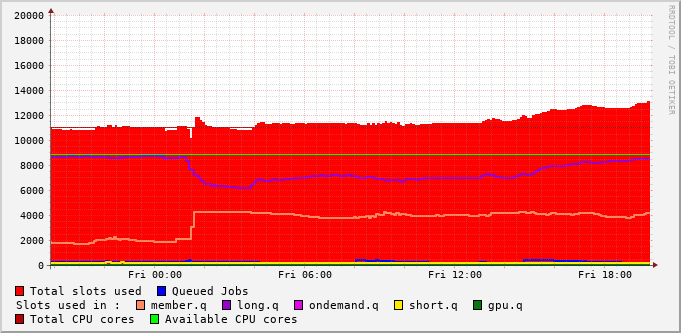 20000
18000
16000
14000
12000
10000
8000
6000
4000
2000
0
Fri 00:00 Fri 06:00 Fri 12:00 Fri 18:00
RRDTOOL / TOBI OETIKER
Total slots used Queued Jobs
Slots used in : member.q long.q ondemand.q short.q gpu.q
Total CPU cores Available CPU cores